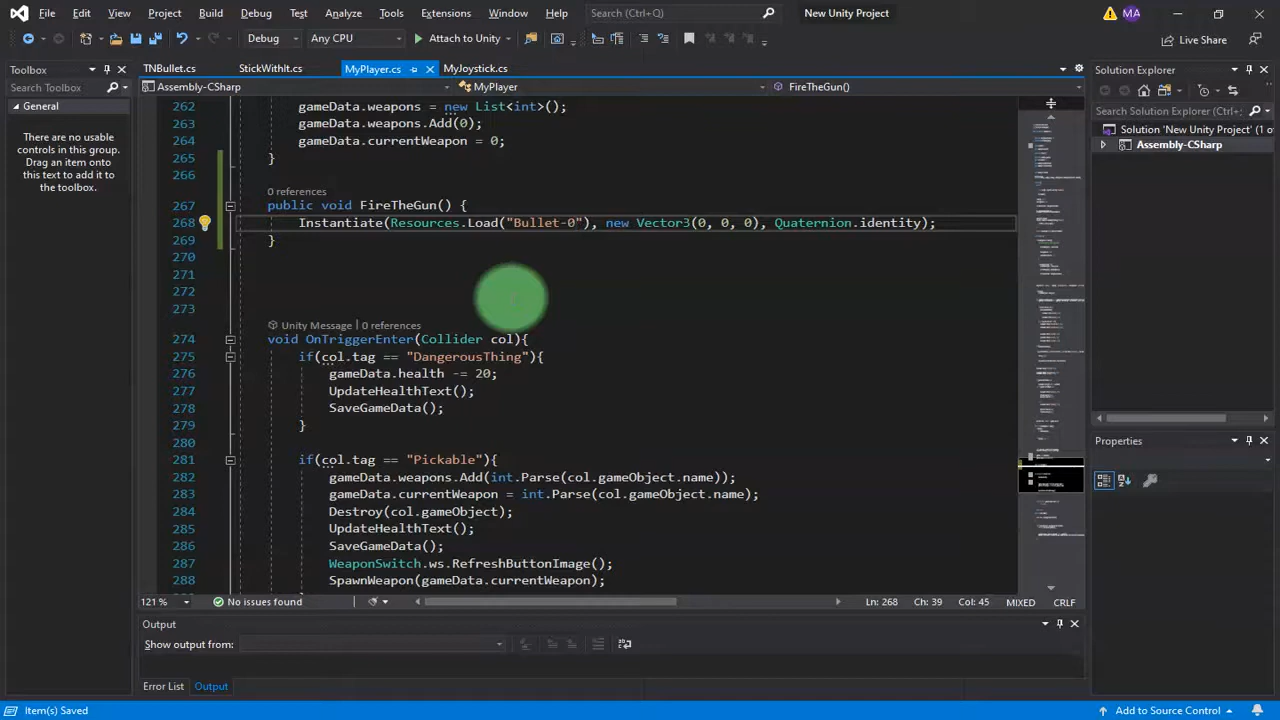 File Edit View Project Build Debug Test Analyze Tools Extensions Window Help Search (Ctrl+Q) New Unity Project MA
Debug Any CPU Attach to Unity Live Share
Toolbox
Search Toolbox
General
There are no usable
controls in this group.
Drag an item onto
this text to add it to
the toolbox.
TNBullet.cs StickWithIt.cs MyPlayer.cs MyJoystick.cs
Assembly-CSharp MyPlayer FireTheGun()
262 gameData.weapons = new List<int>();
263 gameData.weapons.Add(0);
264 gameData.currentWeapon = 0;
265 }
266
0 references
267 public void FireTheGun() {
268 Instantiate(Resources.Load("Bullet-0"), new Vector3(0, 0, 0), Quaternion.identity);
269 }
270
271
272
273
Unity Message | 0 references
274 void OnTriggerEnter(Collider col){
275 if(col.tag == "DangerousThing"){
276 gameData.health -= 20;
277 UpdateHealthText();
278 SaveGameData();
279 }
280
281 if(col.tag == "Pickable"){
282 gameData.weapons.Add(int.Parse(col.gameObject.name));
283 gameData.currentWeapon = int.Parse(col.gameObject.name);
284 Destroy(col.gameObject);
285 UpdateHealthText();
286 SaveGameData();
287 WeaponSwitch.ws.RefreshButtonImage();
288 SpawnWeapon(gameData.currentWeapon);
121 % No issues found Ln: 268 Ch: 39 Col: 45 MIXED CRLF
Output
Show output from:
Error List Output
Solution Explorer
Search Solution Explorer
Solution 'New Unity Project' (1 o
Assembly-CSharp
Properties
Item(s) Saved Add to Source Control